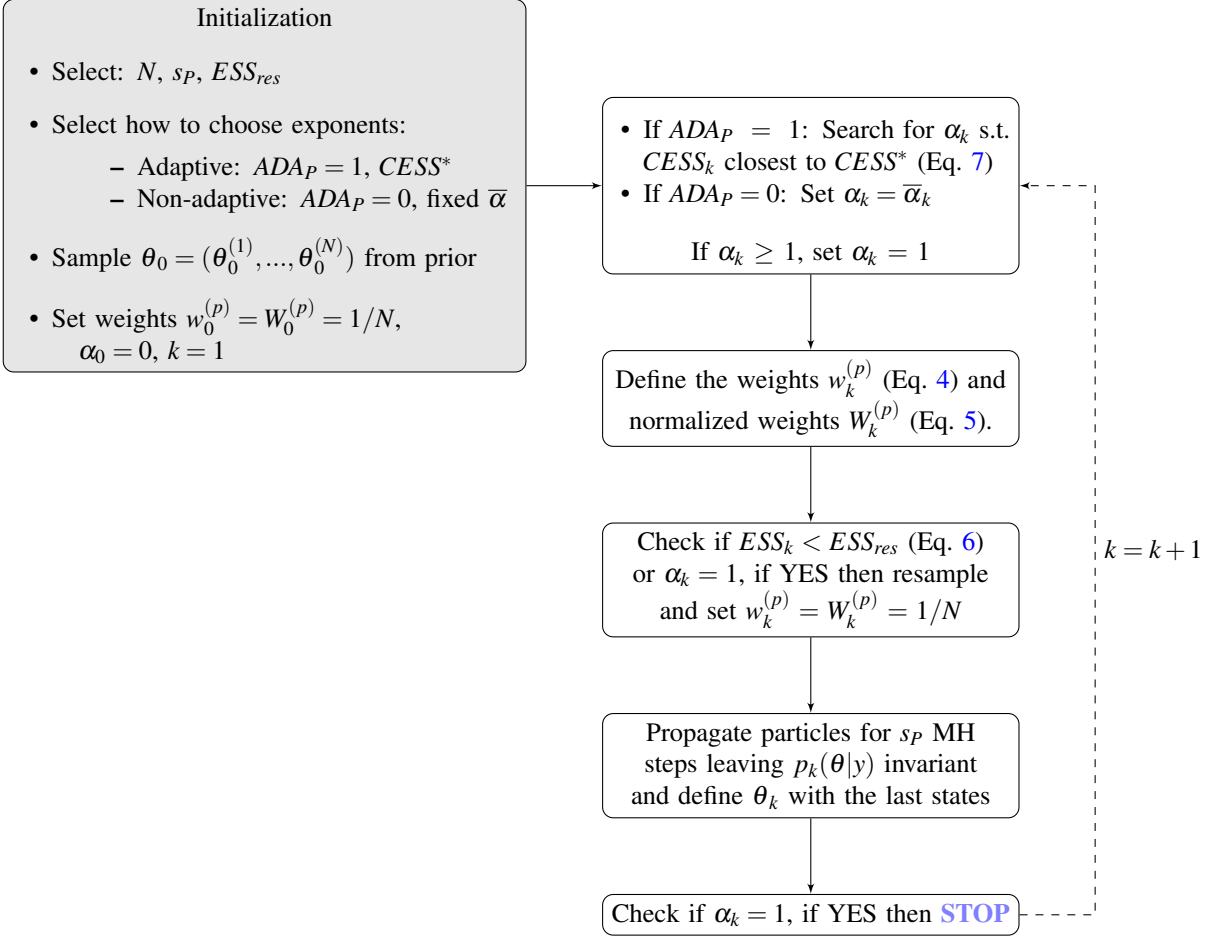 Initialization
• Select: N, s_P, ESS_res
• Select how to choose exponents:
– Adaptive: ADA_P = 1, CESS*
– Non-adaptive: ADA_P = 0, fixed α̅
• Sample θ_0 = (θ_0^(1), ..., θ_0^(N)) from prior
• Set weights w_0^(p) = W_0^(p) = 1/N,
α_0 = 0, k = 1
• If ADA_P = 1: Search for α_k s.t.
CESS_k closest to CESS* (Eq. 7)
• If ADA_P = 0: Set α_k = α̅_k
If α_k ≥ 1, set α_k = 1
Define the weights w_k^(p) (Eq. 4) and
normalized weights W_k^(p) (Eq. 5).
Check if ESS_k < ESS_res (Eq. 6)
or α_k = 1, if YES then resample
and set w_k^(p) = W_k^(p) = 1/N
k = k + 1
Propagate particles for s_P MH
steps leaving p_k(θ|y) invariant
and define θ_k with the last states
Check if α_k = 1, if YES then STOP